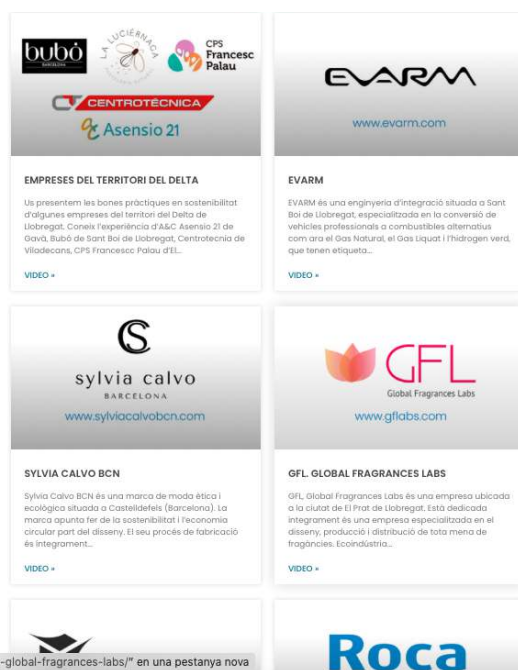 bubó
BARCELONA
LA LUCIÉRNAGA
CPS
Francesc
Palau
CT CENTROTÉCNICA
Asensio 21
EMPRESES DEL TERRITORI DEL DELTA
Us presentem les bones pràctiques en sostenibilitat
d'algunes empreses del territori del Delta de
Llobregat. Coneix l'experiència d'A&C Asensio 21 de
Gavà, Bubó de Sant Boi de Llobregat, Centrotecnia de
Viladecans, CPS Francescc Palau d'El...
VIDEO »
EVARM
www.evarm.com
EVARM
EVARM és una enginyeria d'integració situada a Sant
Boi de Llobregat, especialitzada en la conversió de
vehicles professionals a combustibles alternatius
com ara el Gas Natural, el Gas Liquat i l'hidrogen verd,
que tenen etiqueta...
VIDEO »
CS
sylvia calvo
BARCELONA
www.sylviacalvobcn.com
SYLVIA CALVO BCN
Sylvia Calvo BCN és una marca de moda ètica i
ecològica situada a Castelldefels (Barcelona). La
marca apunta fer de la sostenibilitat i l'economia
circular part del disseny. El seu procés de fabricació
és íntegrament...
VIDEO »
GFL
Global Fragrances Labs
www.gflabs.com
GFL. GLOBAL FRAGRANCES LABS
GFL, Global Fragrances Labs és una empresa ubicada
a la ciutat de El Prat de Llobregat. Està dedicada
íntegrament és una empresa especialitzada en el
disseny, producció i distribució de tota mena de
fragàncies. Ecoindústria...
VIDEO »
Roca
-global-fragrances-labs/" en una pestanya nova